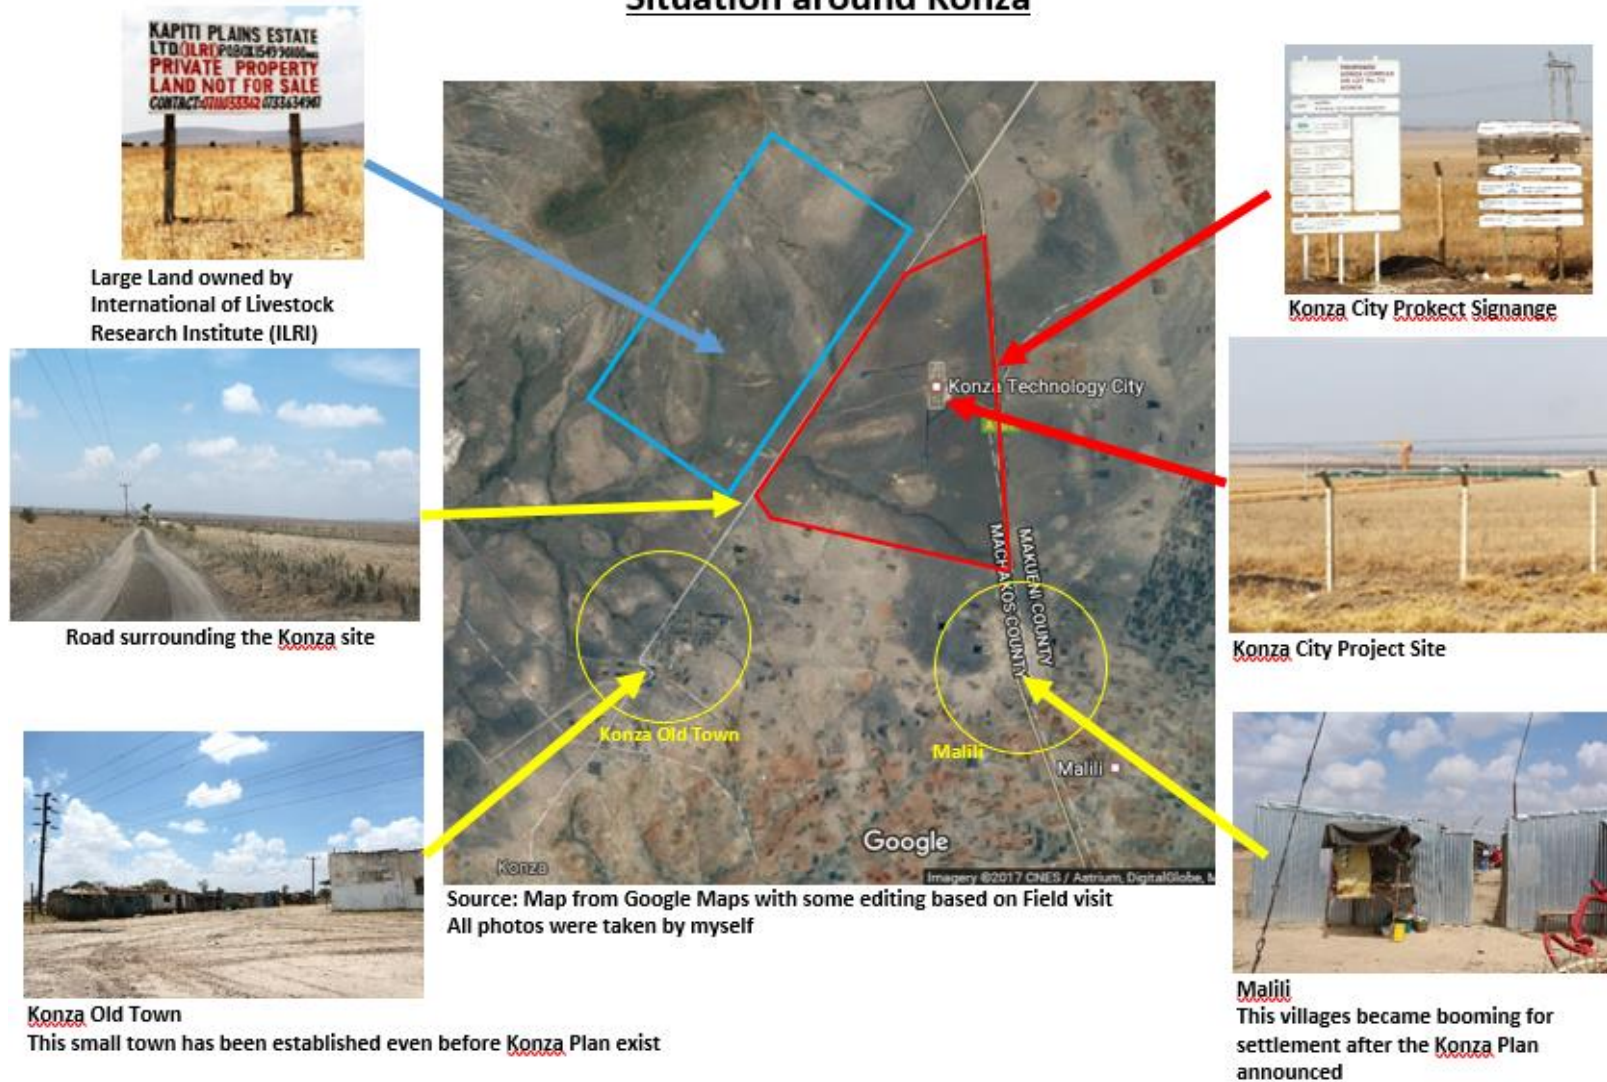 Situation around Konza
KAPITI PLAINS ESTATE
LTD(ILRI)
PRIVATE PROPERTY
LAND NOT FOR SALE
Large Land owned by
International of Livestock
Research Institute (ILRI)
Road surrounding the Konza site
Konza Old Town
This small town has been established even before Konza Plan exist
Konza Technology City
MAKUENI COUNTY
MACHAKOS COUNTY
Konza Old Town
Malili
Malili
Konza
Google
Imagery ©2017 CNES / Astrium, DigitalGlobe, M
Source: Map from Google Maps with some editing based on Field visit
All photos were taken by myself
Konza City Prokect Signange
Konza City Project Site
Malili
This villages became booming for
settlement after the Konza Plan
announced